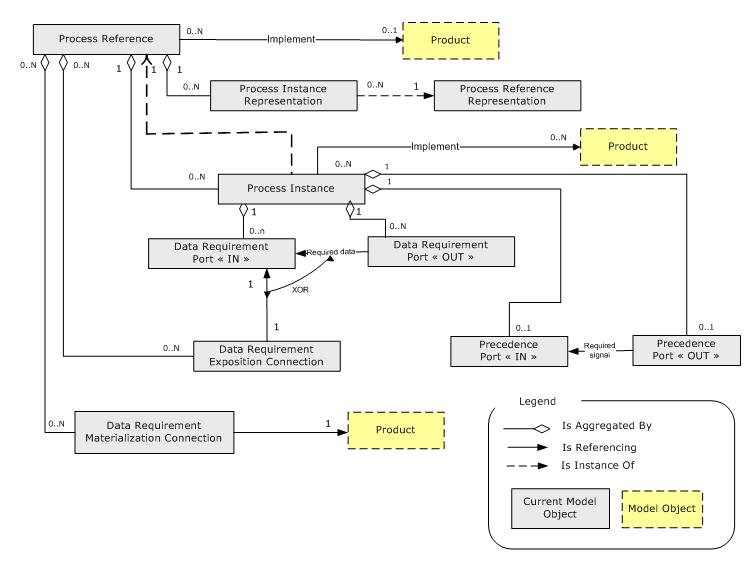 0..N
0..1
Process Reference
Implement
Product
0..N
0..N
1
1
1
0..N
Process Instance
Representation
0..N
1
Process Reference
Representation
0..N
Implement
Product
0..N
0..N
1
Process Instance
1
1
1
0..n
0..N
Data Requirement
Port « IN »
Required data
Data Requirement
Port « OUT »
1
XOR
1
0..1
0..1
0..N
Data Requirement
Exposition Connection
Precedence
Port « IN »
Required
signal
Precedence
Port « OUT »
0..N
Data Requirement
Materialization Connection
1
Product
Legend
Is Aggregated By
Is Referencing
Is Instance Of
Current Model
Object
Model Object